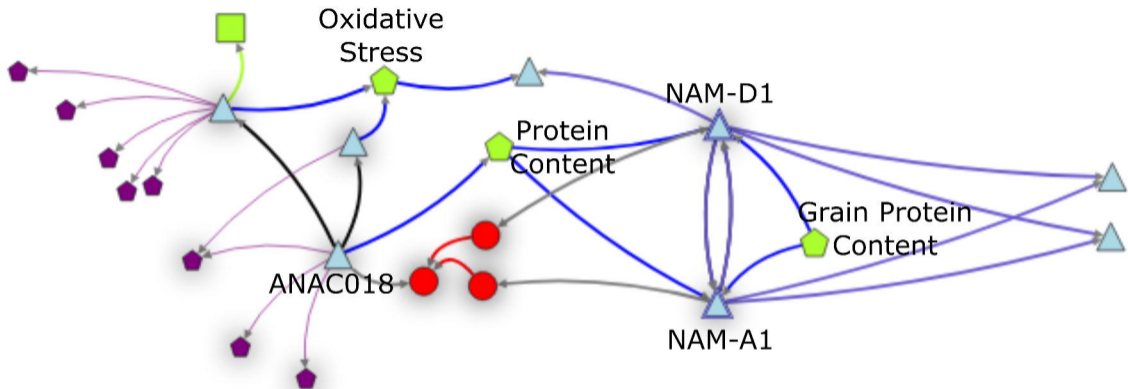 Oxidative
Stress
NAM-D1
Protein
Content
Grain Protein
Content
ANAC018
NAM-A1